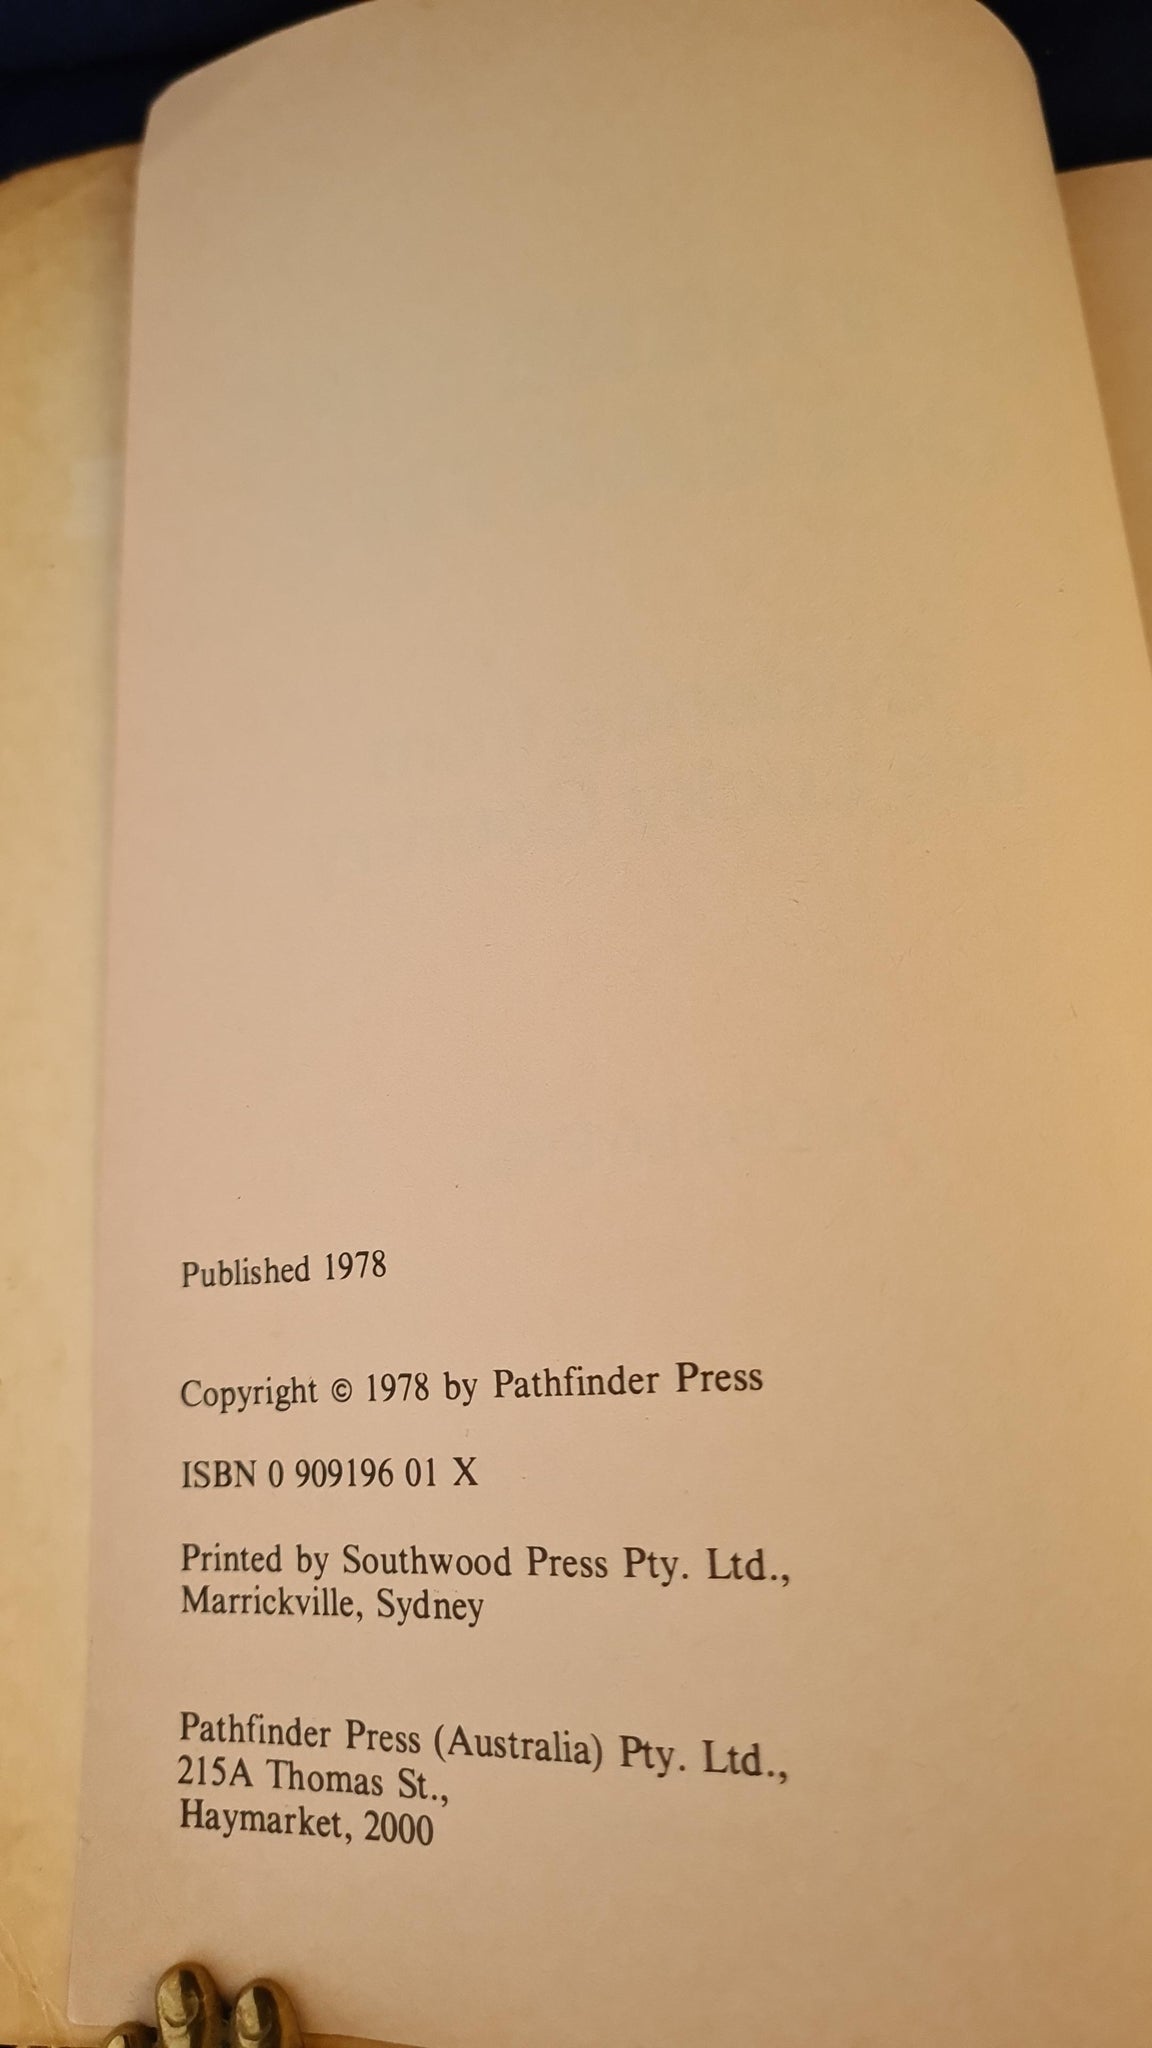 Published 1978
Copyright © 1978 by Pathfinder Press
ISBN 0 909196 01 X
Printed by Southwood Press Pty. Ltd.,
Marrickville, Sydney
Pathfinder Press (Australia) Pty. Ltd.,
215A Thomas St.,
Haymarket, 2000